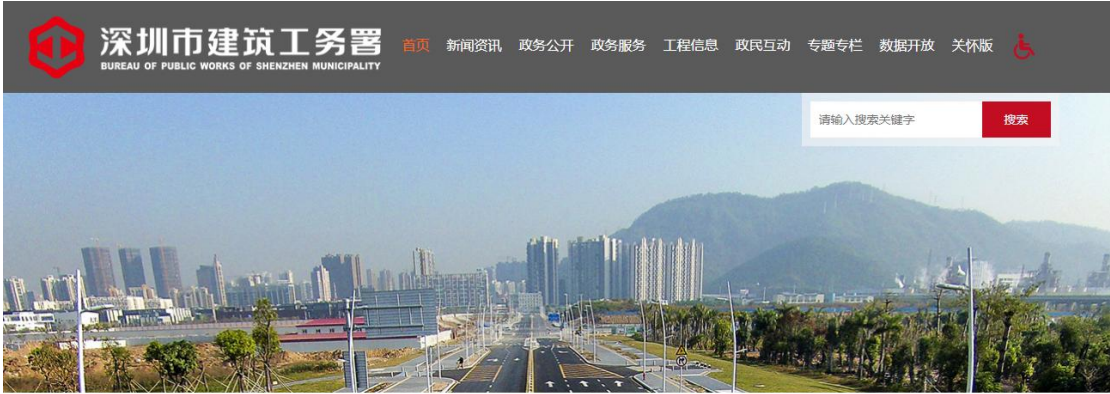 深圳市建筑工务署
BUREAU OF PUBLIC WORKS OF SHENZHEN MUNICIPALITY
首页 新闻资讯 政务公开 政务服务 工程信息 政民互动 专题专栏 数据开放 关怀版
请输入搜索关键字 搜索